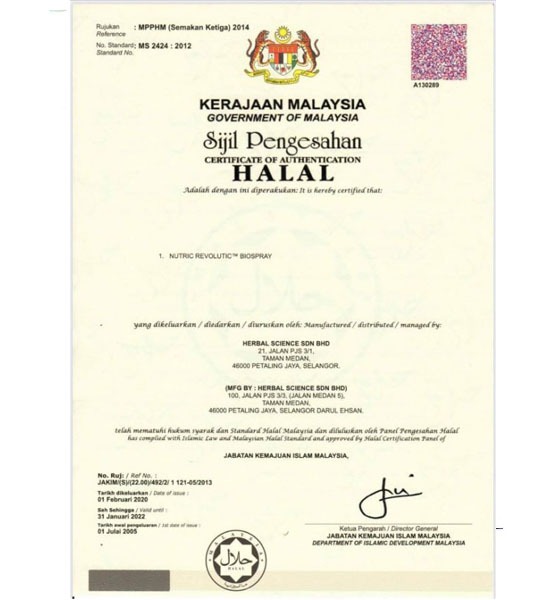 Rujukan : MPPHM (Semakan Ketiga) 2014
Reference
No. Standard: MS 2424 : 2012
Standard No.
A130289
KERAJAAN MALAYSIA
GOVERNMENT OF MALAYSIA
Sijil Pengesahan
CERTIFICATE OF AUTHENTICATION
HALAL
Adalah dengan ini diperakukan: It is hereby certified that:
1. NUTRIC REVOLUTIC™ BIOSPRAY
yang dikeluarkan / diedarkan / diuruskan oleh: Manufactured / distributed / managed by:
HERBAL SCIENCE SDN BHD
21, JALAN PJS 3/1,
TAMAN MEDAN,
46000 PETALING JAYA, SELANGOR.
(MFG BY : HERBAL SCIENCE SDN BHD)
100, JALAN PJS 3/3, (JALAN MEDAN 5),
TAMAN MEDAN,
46000 PETALING JAYA, SELANGOR DARUL EHSAN.
telah mematuhi hukum syarak dan Standard Halal Malaysia dan diluluskan oleh Panel Pengesahan Halal
has complied with Islamic Law and Malaysian Halal Standard and approved by Halal Certification Panel of
JABATAN KEMAJUAN ISLAM MALAYSIA,
No. Ruj: / Ref No. :
JAKIM/(S)/(22.00)/492/2/ 1 121-05/2013
Tarikh dikeluarkan / Date of issue :
01 Februari 2020
Sah Sehingga / Valid until :
31 Januari 2022
Tarikh awal pengeluaran / 1st date of issue :
01 Julai 2005
Ketua Pengarah / Director General
JABATAN KEMAJUAN ISLAM MALAYSIA
DEPARTMENT OF ISLAMIC DEVELOPMENT MALAYSIA
MALAYSIA
حلال
HALAL